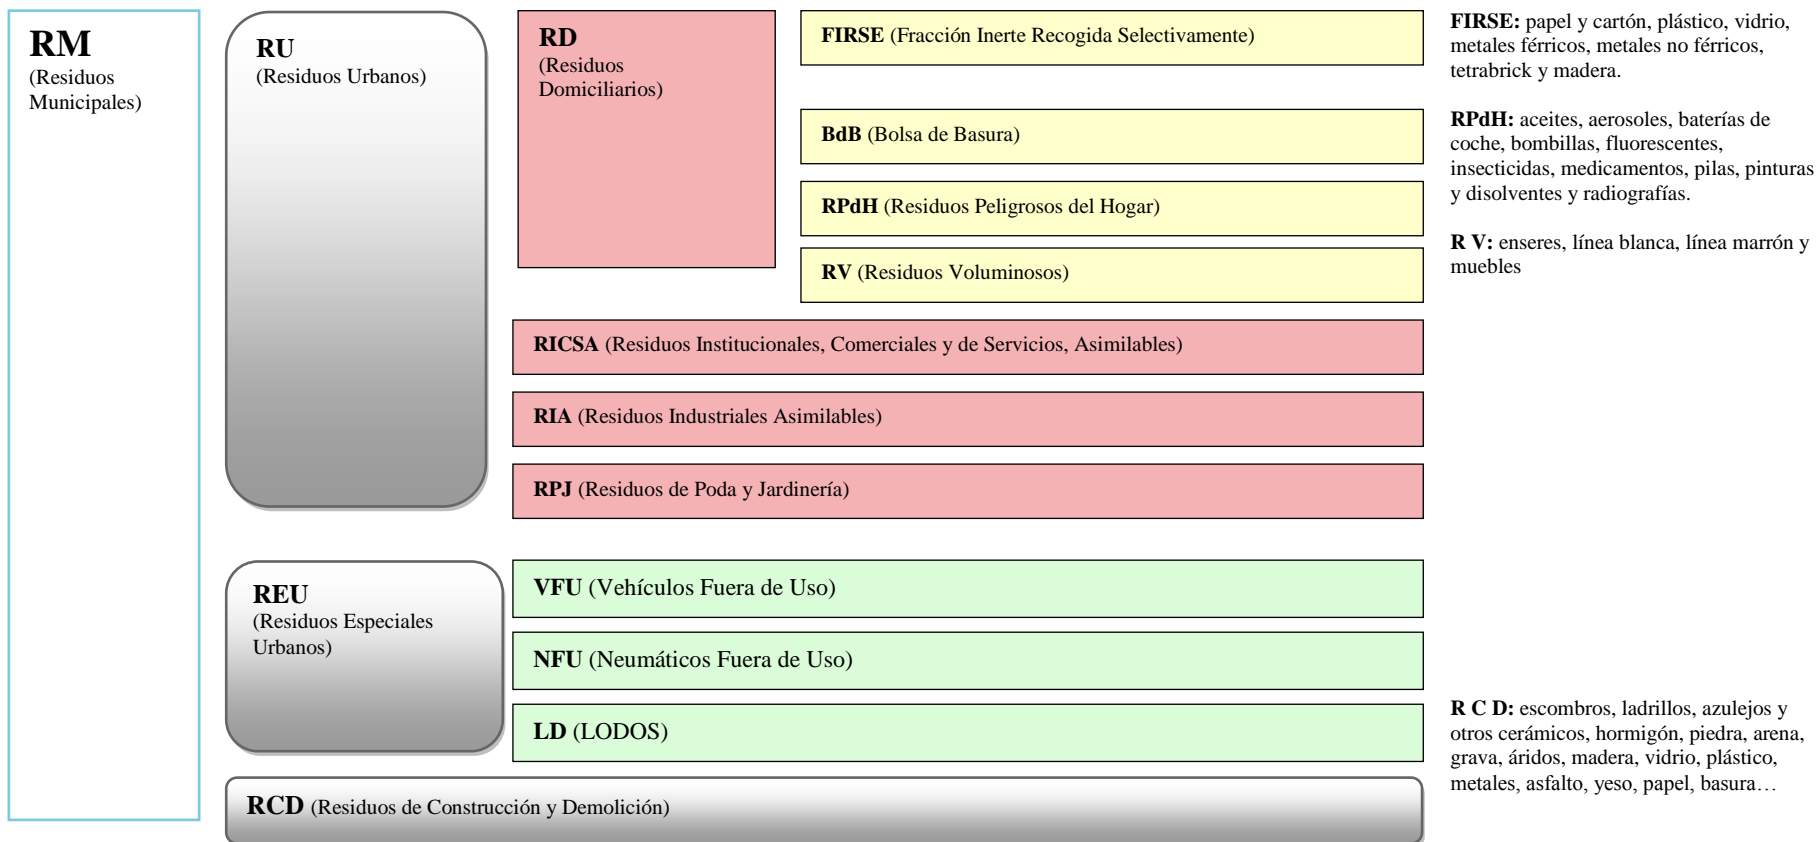 RM
(Residuos
Municipales)
RU
(Residuos Urbanos)
RD
(Residuos
Domiciliarios)
FIRSE (Fracción Inerte Recogida Selectivamente)
BdB (Bolsa de Basura)
RPdH (Residuos Peligrosos del Hogar)
RV (Residuos Voluminosos)
RICSA (Residuos Institucionales, Comerciales y de Servicios, Asimilables)
RIA (Residuos Industriales Asimilables)
RPJ (Residuos de Poda y Jardinería)
REU
(Residuos Especiales
Urbanos)
VFU (Vehículos Fuera de Uso)
NFU (Neumáticos Fuera de Uso)
LD (LODOS)
RCD (Residuos de Construcción y Demolición)
FIRSE: papel y cartón, plástico, vidrio,
metales férricos, metales no férricos,
tetrabrick y madera.
RPdH: aceites, aerosoles, baterías de
coche, bombillas, fluorescentes,
insecticidas, medicamentos, pilas, pinturas
y disolventes y radiografías.
R V: enseres, línea blanca, línea marrón y
muebles
R C D: escombros, ladrillos, azulejos y
otros cerámicos, hormigón, piedra, arena,
grava, áridos, madera, vidrio, plástico,
metales, asfalto, yeso, papel, basura…